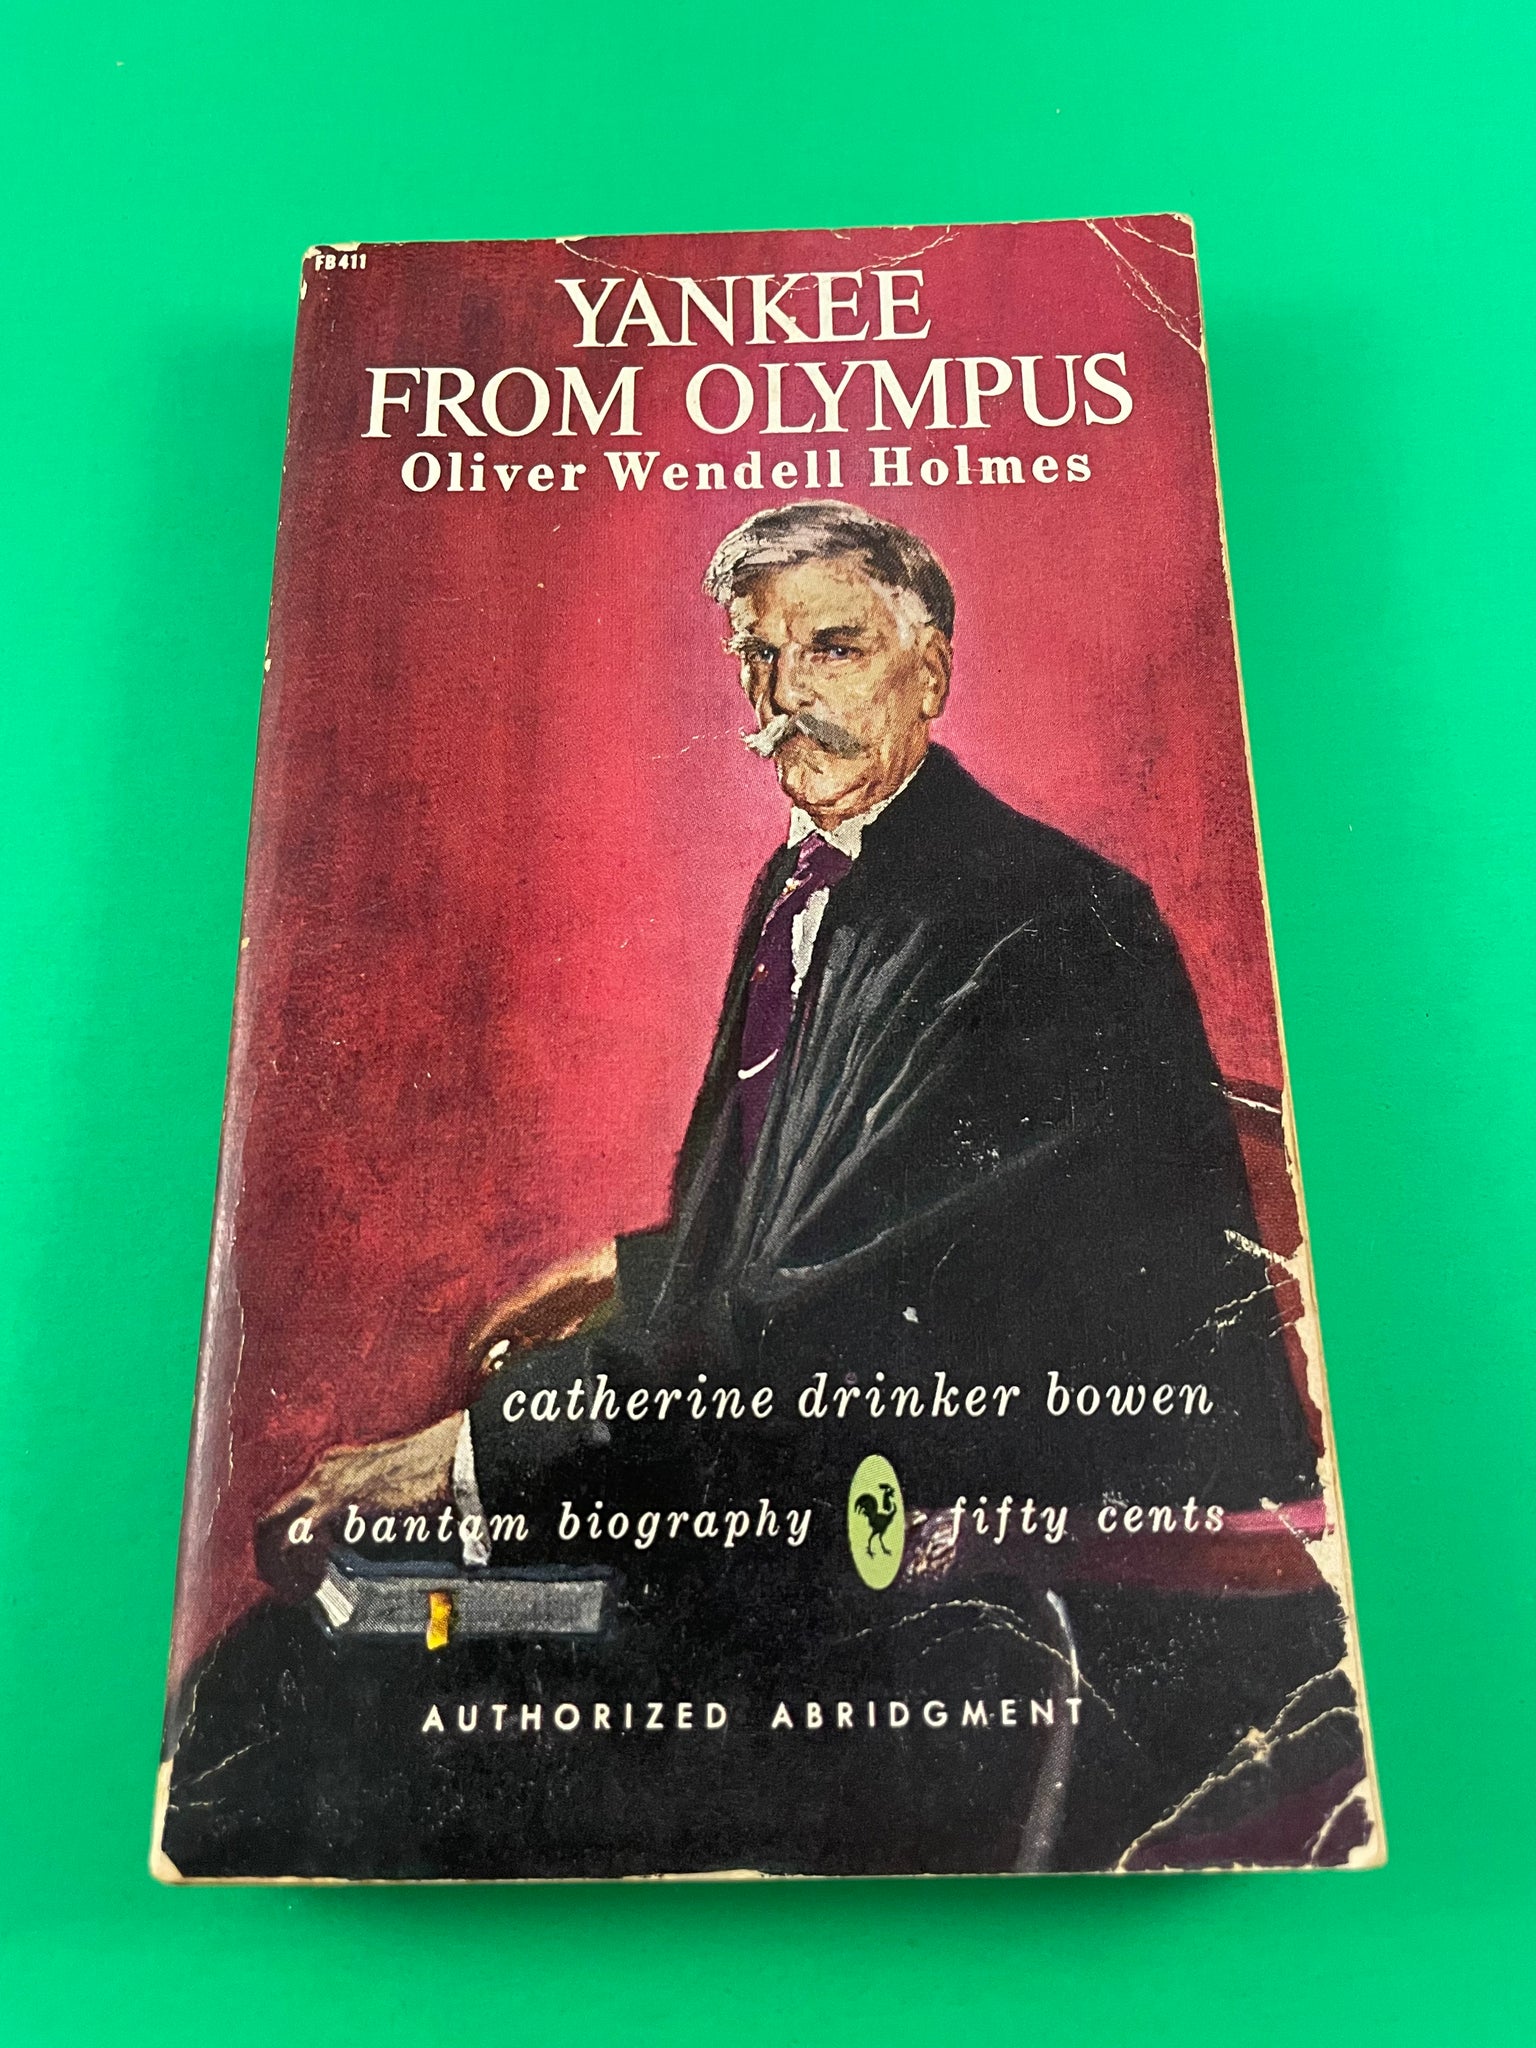 FB411
YANKEE
FROM OLYMPUS
Oliver Wendell Holmes
catherine drinker bowen
a bantam biography fifty cents
AUTHORIZED ABRIDGMENT